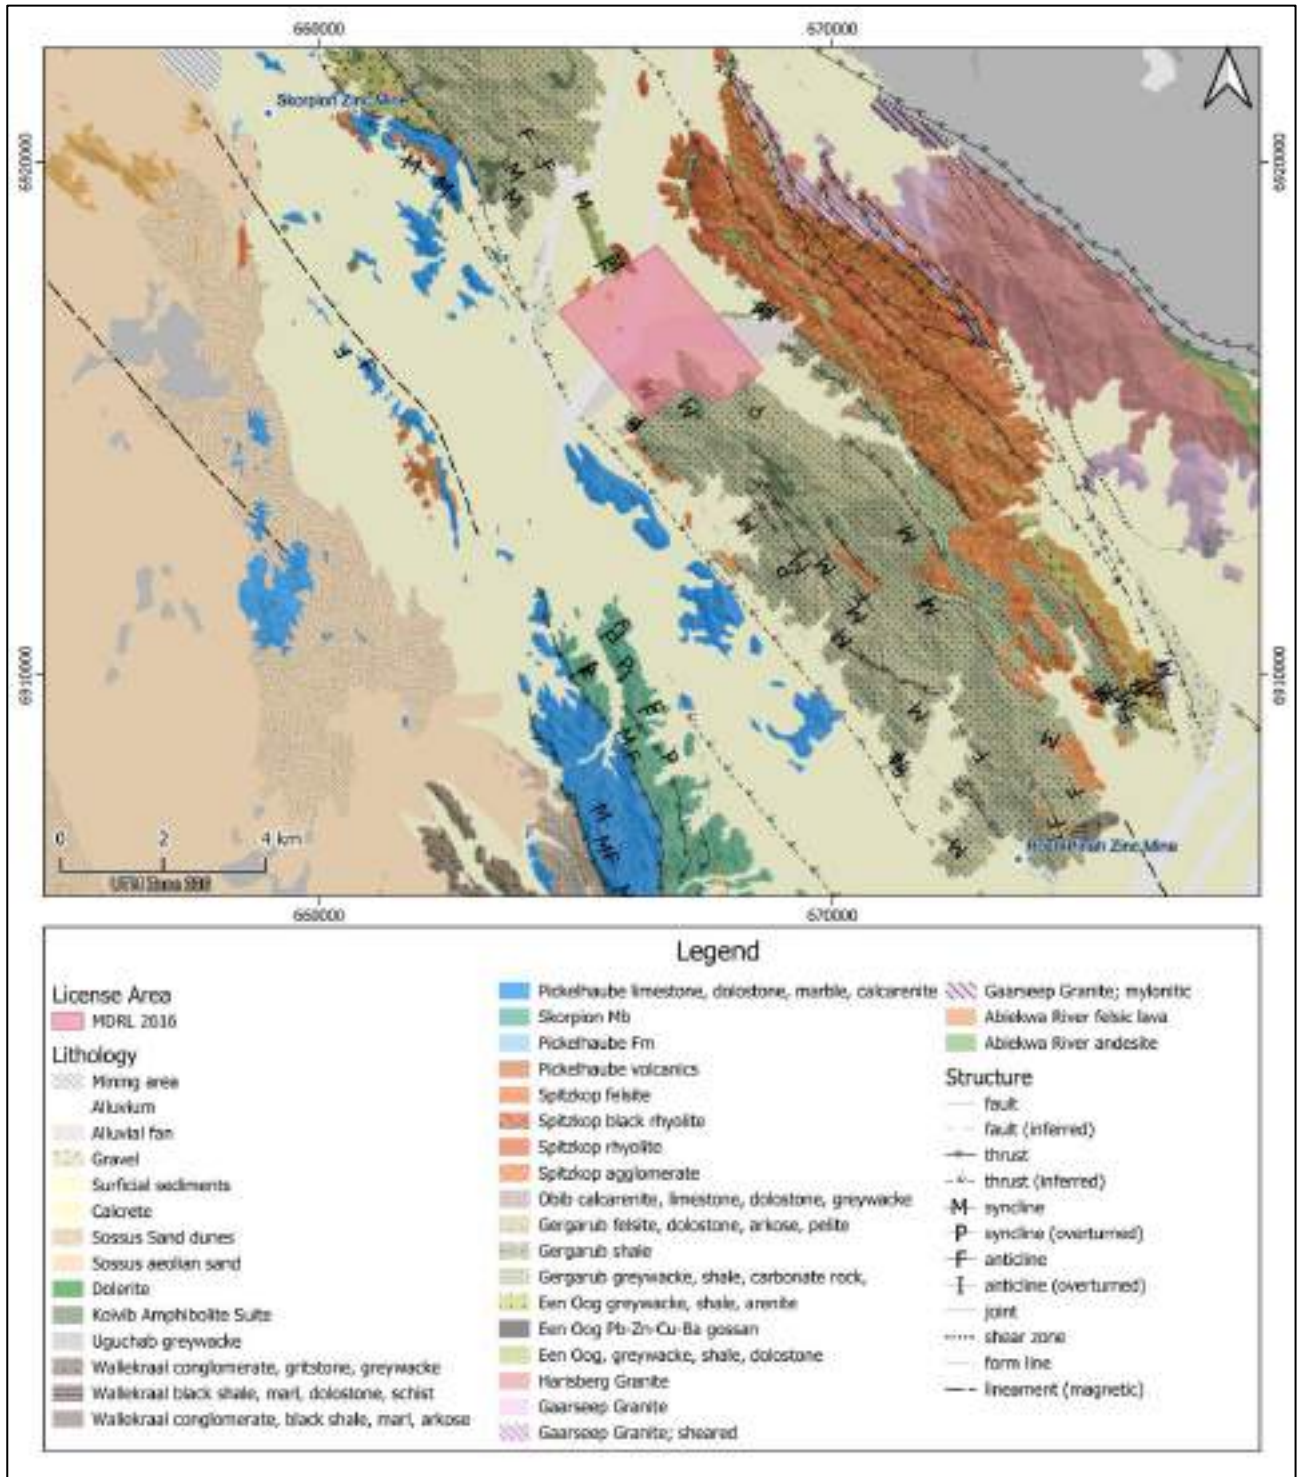 660000 670000
Skorpion Zinc Mine
6920000 6920000
6910000 6910000
0 2 4 km
Rosh Pinah Zinc Mine
660000 670000
Legend
License Area
MDRL 2616
Lithology
Mining area
Alluvium
Alluvial fan
Gravel
Surficial sediments
Calcrete
Sossus Sand dunes
Sossus aeolian sand
Dolerite
Koivib Amphibolite Suite
Uguchab greywacke
Wallekraal conglomerate, gritstone, greywacke
Wallekraal black shale, marl, dolostone, schist
Wallekraal conglomerate, black shale, marl, arkose
Pickelhaube limestone, dolostone, marble, calcarenite
Skorpion Mb
Pickelhaube Fm
Pickelhaube volcanics
Spitzkop felsite
Spitzkop black rhyolite
Spitzkop rhyolite
Spitzkop agglomerate
Obib calcarenite, limestone, dolostone, greywacke
Gergarub felsite, dolostone, arkose, pelite
Gergarub shale
Gergarub greywacke, shale, carbonate rock,
Een Oog greywacke, shale, arenite
Een Oog Pb-Zn-Cu-Ba gossan
Een Oog, greywacke, shale, dolostone
Harisberg Granite
Gaarseep Granite
Gaarseep Granite; sheared
Gaarseep Granite; mylonitic
Abiekwa River felsic lava
Abiekwa River andesite
Structure
fault
fault (inferred)
thrust
thrust (inferred)
M syncline
P syncline (overturned)
F anticline
I anticline (overturned)
joint
shear zone
form line
lineament (magnetic)